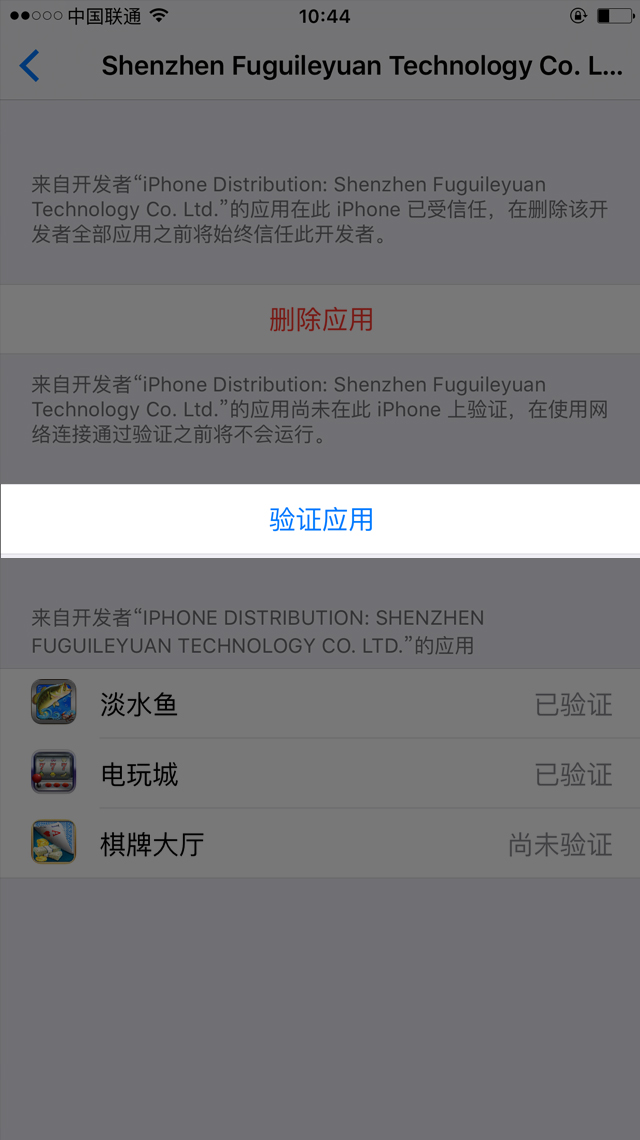 中国联通 10:44
Shenzhen Fuguileyuan Technology Co. L...
来自开发者“iPhone Distribution: Shenzhen Fuguileyuan
Technology Co. Ltd.”的应用在此 iPhone 已受信任，在删除该开
发者全部应用之前将始终信任此开发者。
删除应用
来自开发者“iPhone Distribution: Shenzhen Fuguileyuan
Technology Co. Ltd.”的应用尚未在此 iPhone 上验证，在使用网
络连接通过验证之前将不会运行。
验证应用
来自开发者“IPHONE DISTRIBUTION: SHENZHEN
FUGUILEYUAN TECHNOLOGY CO. LTD.”的应用
淡水鱼 已验证
电玩城 已验证
棋牌大厅 尚未验证